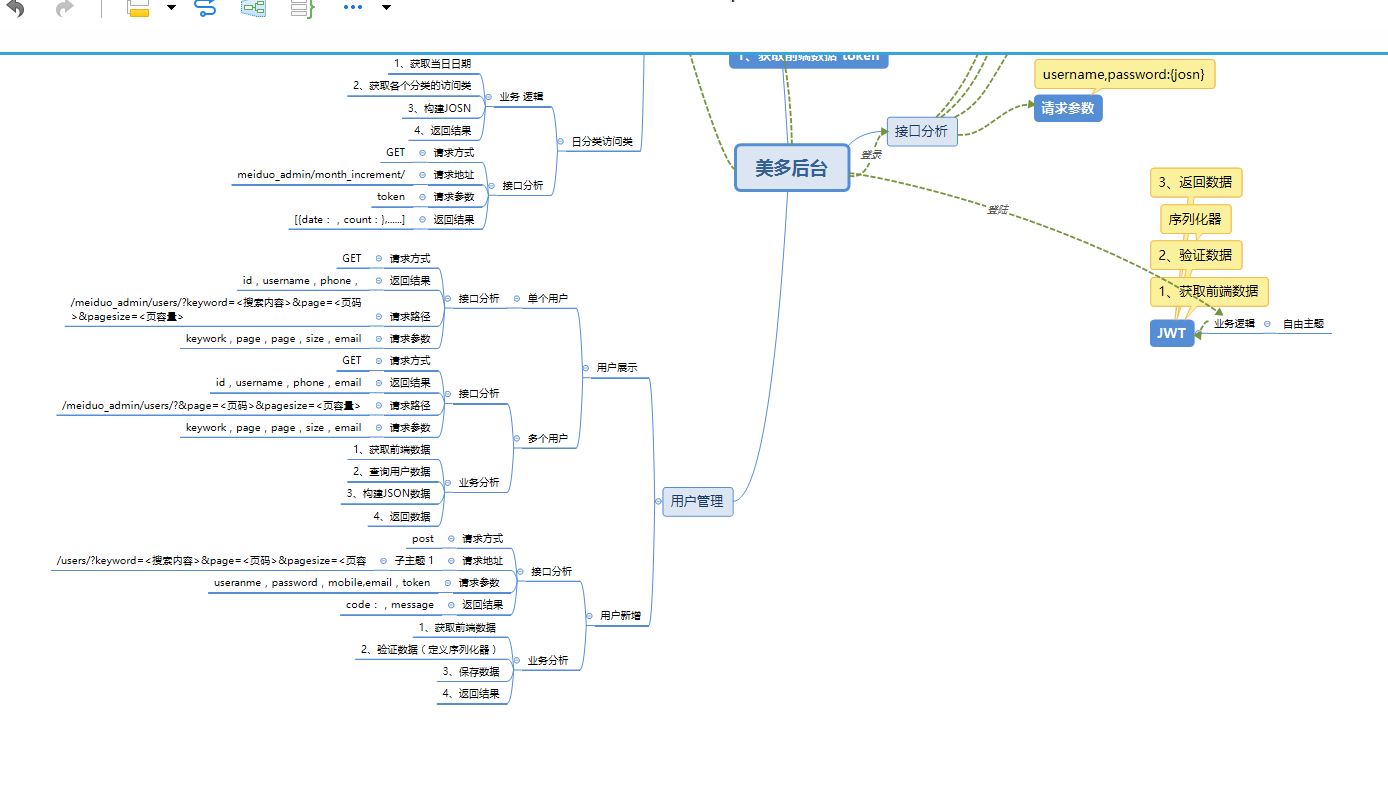 1、获取前端数据 token
1、获取当日日期
2、获取各个分类的访问类
3、构建JOSN
4、返回结果
业务 逻辑
日分类访问类
GET
请求方式
meiduo_admin/month_increment/
请求地址
token
请求参数
[{date：，count：},......]
返回结果
接口分析
username,password:{josn}
请求参数
接口分析
登录
美多后台
登陆
3、返回数据
序列化器
2、验证数据
1、获取前端数据
JWT
业务逻辑
自由主题
GET
请求方式
id，username，phone，
返回结果
/meiduo_admin/users/?keyword=<搜索内容>&page=<页码
>&pagesize=<页容量>
请求路径
keywork，page，page，size，email
请求参数
接口分析
单个用户
GET
请求方式
id，username，phone，email
返回结果
/meiduo_admin/users/?&page=<页码>&pagesize=<页容量>
请求路径
keywork，page，page，size，email
请求参数
接口分析
1、获取前端数据
2、查询用户数据
3、构建JSON数据
4、返回数据
业务分析
多个用户
用户展示
用户管理
post
请求方式
/users/?keyword=<搜索内容>&page=<页码>&pagesize=<页容
子主题 1
请求地址
useranme，password，mobile,email，token
请求参数
code：，message
返回结果
接口分析
用户新增
1、获取前端数据
2、验证数据（定义序列化器）
3、保存数据
4、返回结果
业务分析